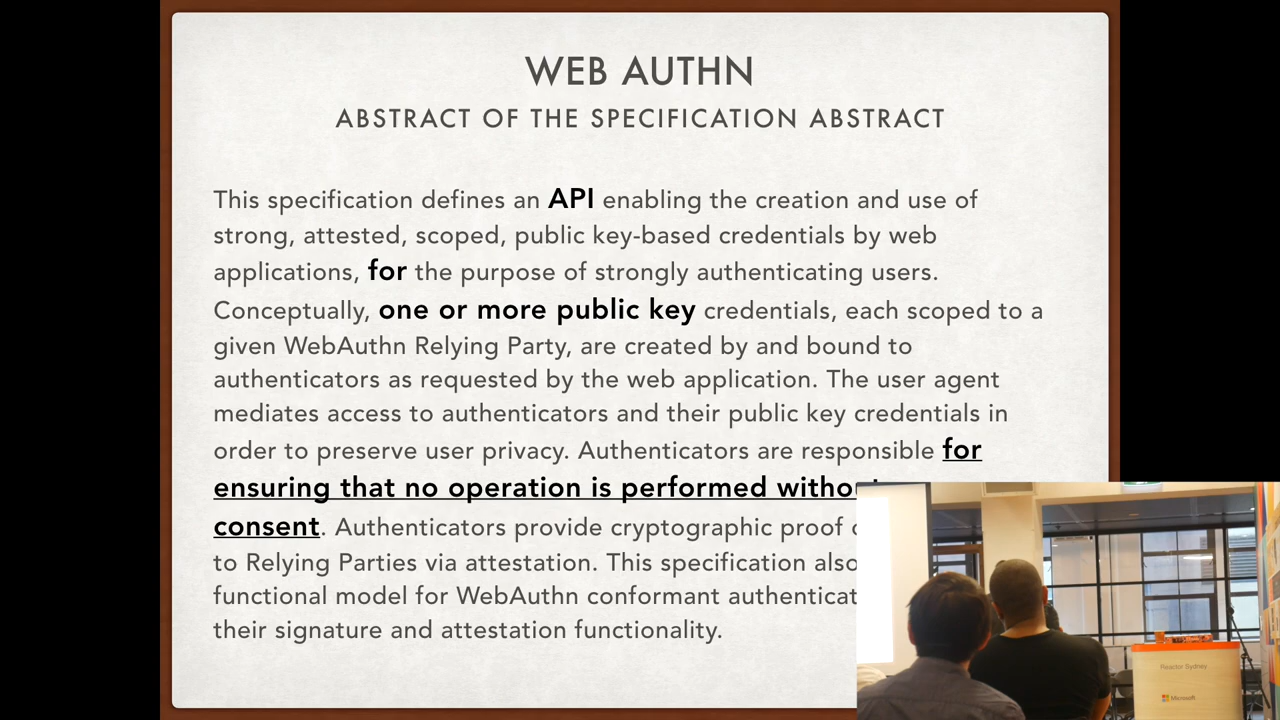 WEB AUTHN
ABSTRACT OF THE SPECIFICATION ABSTRACT
This specification defines an API enabling the creation and use of
strong, attested, scoped, public key-based credentials by web
applications, for the purpose of strongly authenticating users.
Conceptually, one or more public key credentials, each scoped to a
given WebAuthn Relying Party, are created by and bound to
authenticators as requested by the web application. The user agent
mediates access to authenticators and their public key credentials in
order to preserve user privacy. Authenticators are responsible for
ensuring that no operation is performed without
consent. Authenticators provide cryptographic proof
to Relying Parties via attestation. This specification also
functional model for WebAuthn conformant
their signature and attestation functionality.
Reactor Sydney
Microsoft